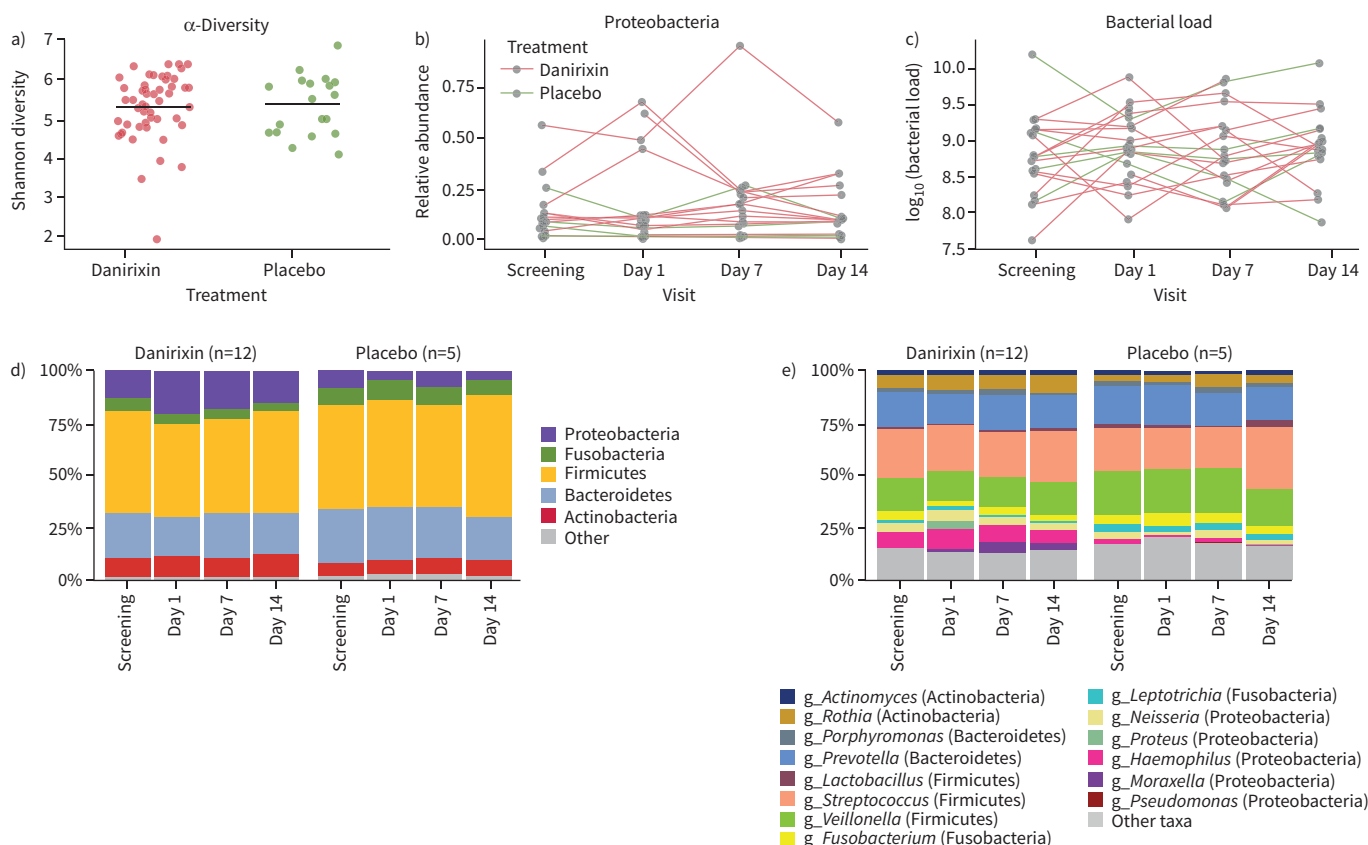 a)
α-Diversity
7
6
5
4
3
2
Shannon diversity
Danirixin
Placebo
Treatment
b)
Proteobacteria
Treatment
Danirixin
Placebo
0.75
0.50
0.25
0.00
Relative abundance
Screening
Day 1
Day 7
Day 14
Visit
c)
Bacterial load
10.0
9.5
9.0
8.5
8.0
7.5
log10 (bacterial load)
Screening
Day 1
Day 7
Day 14
Visit
d)
Danirixin (n=12)
Placebo (n=5)
100%
75%
50%
25%
0%
Screening
Day 1
Day 7
Day 14
Screening
Day 1
Day 7
Day 14
Proteobacteria
Fusobacteria
Firmicutes
Bacteroidetes
Actinobacteria
Other
e)
Danirixin (n=12)
Placebo (n=5)
100%
75%
50%
25%
0%
Screening
Day 1
Day 7
Day 14
Screening
Day 1
Day 7
Day 14
g_Actinomyces (Actinobacteria)
g_Rothia (Actinobacteria)
g_Porphyromonas (Bacteroidetes)
g_Prevotella (Bacteroidetes)
g_Lactobacillus (Firmicutes)
g_Streptococcus (Firmicutes)
g_Veillonella (Firmicutes)
g_Fusobacterium (Fusobacteria)
g_Leptotrichia (Fusobacteria)
g_Neisseria (Proteobacteria)
g_Proteus (Proteobacteria)
g_Haemophilus (Proteobacteria)
g_Moraxella (Proteobacteria)
g_Pseudomonas (Proteobacteria)
Other taxa